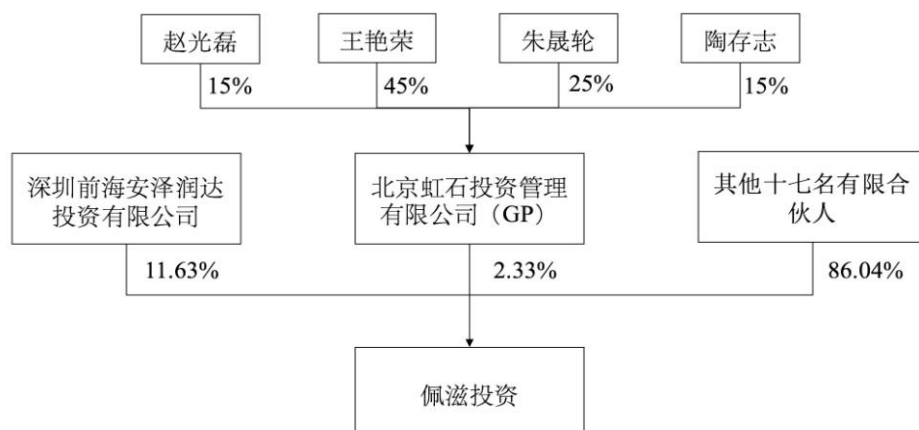 赵光磊
王艳荣
朱晟轮
陶存志
15%
45%
25%
15%
深圳前海安泽润达
投资有限公司
北京虹石投资管理
有限公司（GP）
其他十七名有限合
伙人
11.63%
2.33%
86.04%
佩滋投资